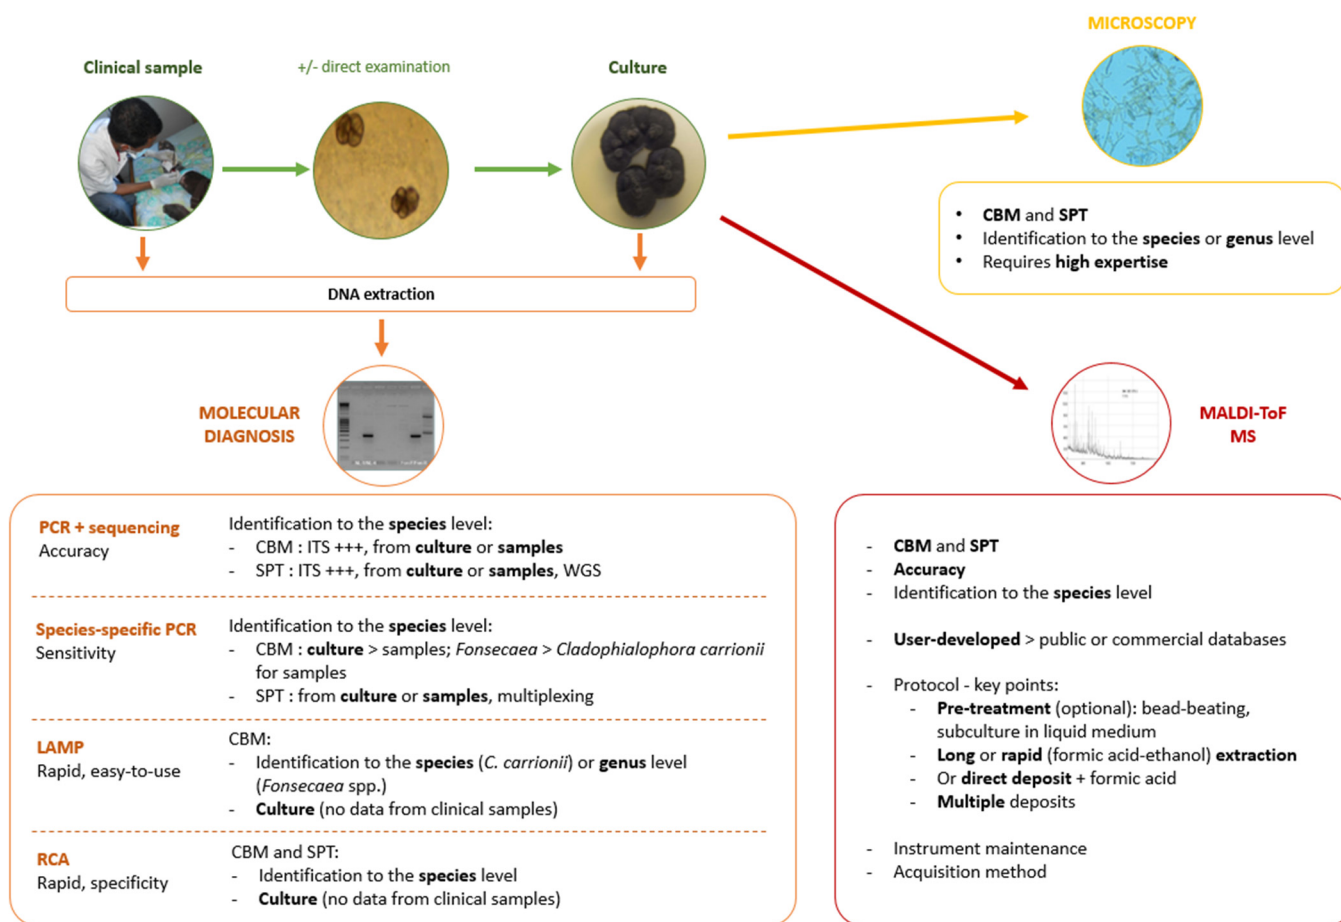 MICROSCOPY
Clinical sample
+/- direct examination
Culture
• CBM and SPT
• Identification to the species or genus level
• Requires high expertise
DNA extraction
MOLECULAR
DIAGNOSIS
MALDI-ToF
MS
PCR + sequencing
Accuracy
Identification to the species level:
- CBM : ITS +++, from culture or samples
- SPT : ITS +++, from culture or samples, WGS
Species-specific PCR
Sensitivity
Identification to the species level:
- CBM : culture > samples; Fonsecaea > Cladophialophora carrionii
for samples
- SPT : from culture or samples, multiplexing
LAMP
Rapid, easy-to-use
CBM:
- Identification to the species (C. carrionii) or genus level
(Fonsecaea spp.)
- Culture (no data from clinical samples)
RCA
Rapid, specificity
CBM and SPT:
- Identification to the species level
- Culture (no data from clinical samples)
- CBM and SPT
- Accuracy
- Identification to the species level
- User-developed > public or commercial databases
- Protocol - key points:
- Pre-treatment (optional): bead-beating,
subculture in liquid medium
- Long or rapid (formic acid-ethanol) extraction
- Or direct deposit + formic acid
- Multiple deposits
- Instrument maintenance
- Acquisition method